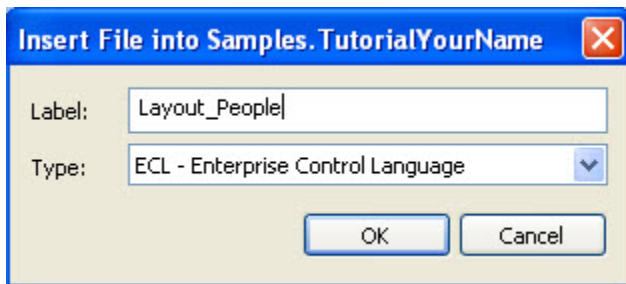 Insert File into Samples.TutorialYourName
Label: Layout_People
Type: ECL - Enterprise Control Language
OK Cancel